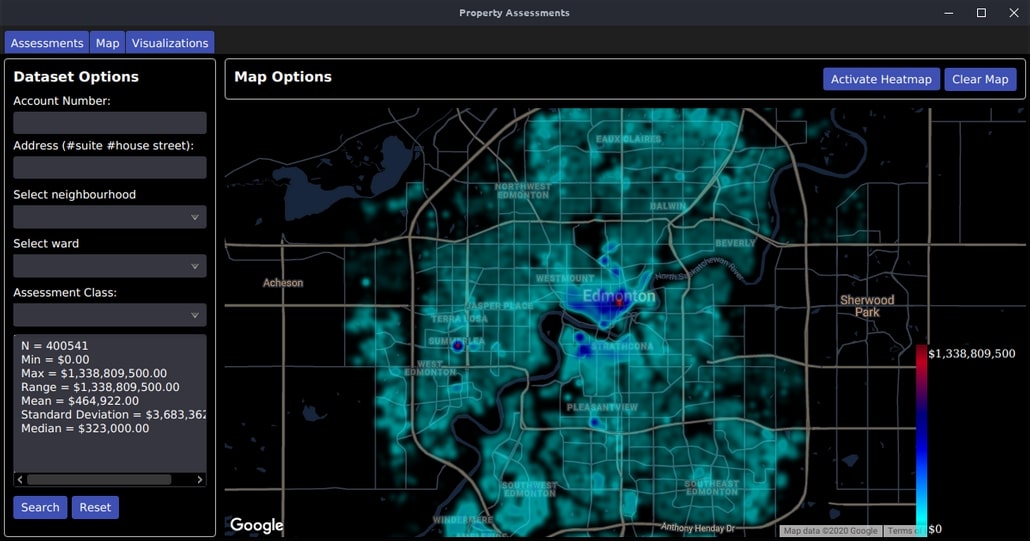 Property Assessments
Assessments Map Visualizations
Dataset Options
Account Number:
Address (#suite #house street):
Select neighbourhood
Select ward
Assessment Class:
N = 400541
Min = $0.00
Max = $1,338,809,500.00
Range = $1,338,809,500.00
Mean = $464,922.00
Standard Deviation = $3,683,362
Median = $323,000.00
Search Reset
Map Options
Activate Heatmap Clear Map
EAUX CLAIRES
NORTHWEST
EDMONTON
BALWIN
BEVERLY
North Saskatchewan River
WESTMOUNT
Acheson
Edmonton
Sherwood
Park
JASPER PLACE
TERRA LOSA
SUMMERLEA
STRATHCONA
WEST
EDMONTON
$1,338,809,500
PLEASANTVIEW
SOUTHWEST
EDMONTON
SOUTHEAST
EDMONTON
WINDERMERE
Anthony Henday Dr
Google
Map data ©2020 Google
Terms of
$0